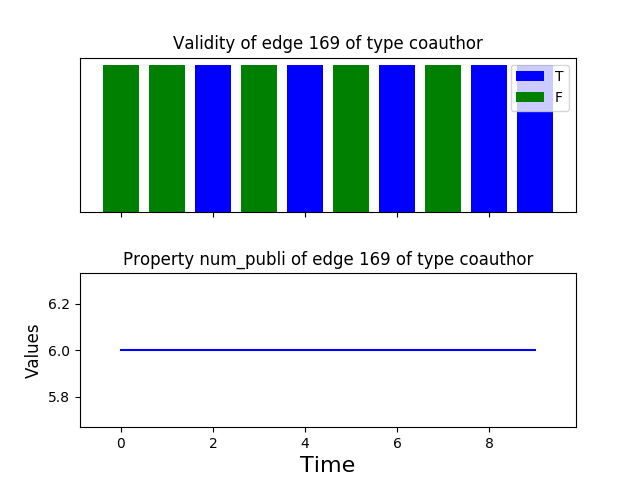 Validity of edge 169 of type coauthor
T
F
Property num_publi of edge 169 of type coauthor
6.2
6.0
5.8
Values
0 2 4 6 8
Time